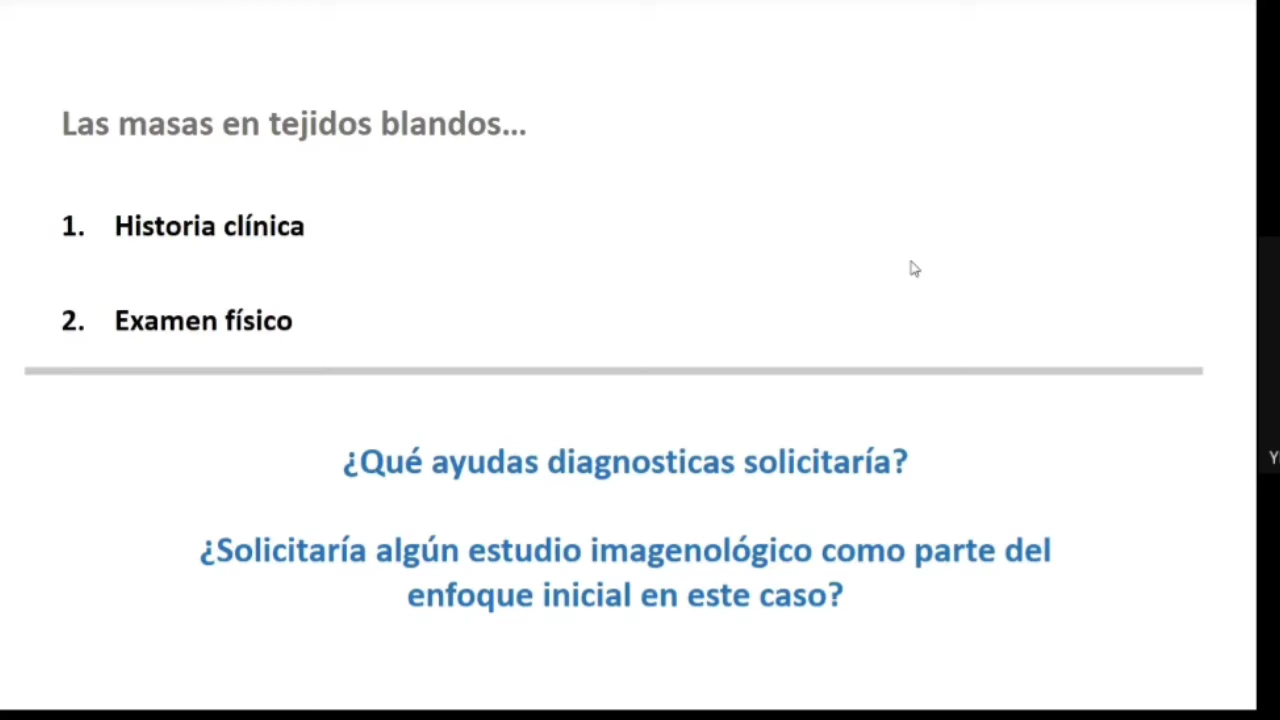 Las masas en tejidos blandos...
1. Historia clínica
2. Examen físico
¿Qué ayudas diagnosticas solicitaría?
¿Solicitaría algún estudio imagenológico como parte del
enfoque inicial en este caso?
Y